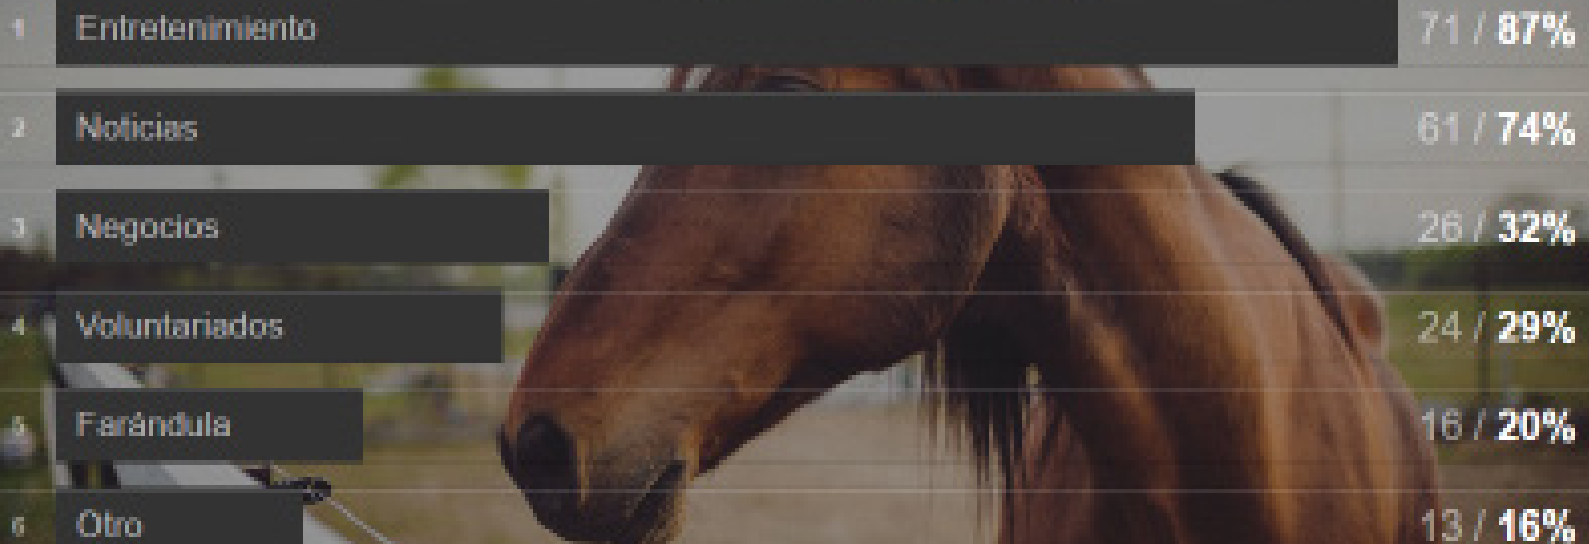 1 Entretenimiento 71 / 87%
2 Noticias 61 / 74%
3 Negocios 26 / 32%
4 Voluntariados 24 / 29%
5 Farándula 16 / 20%
6 Otro 13 / 16%